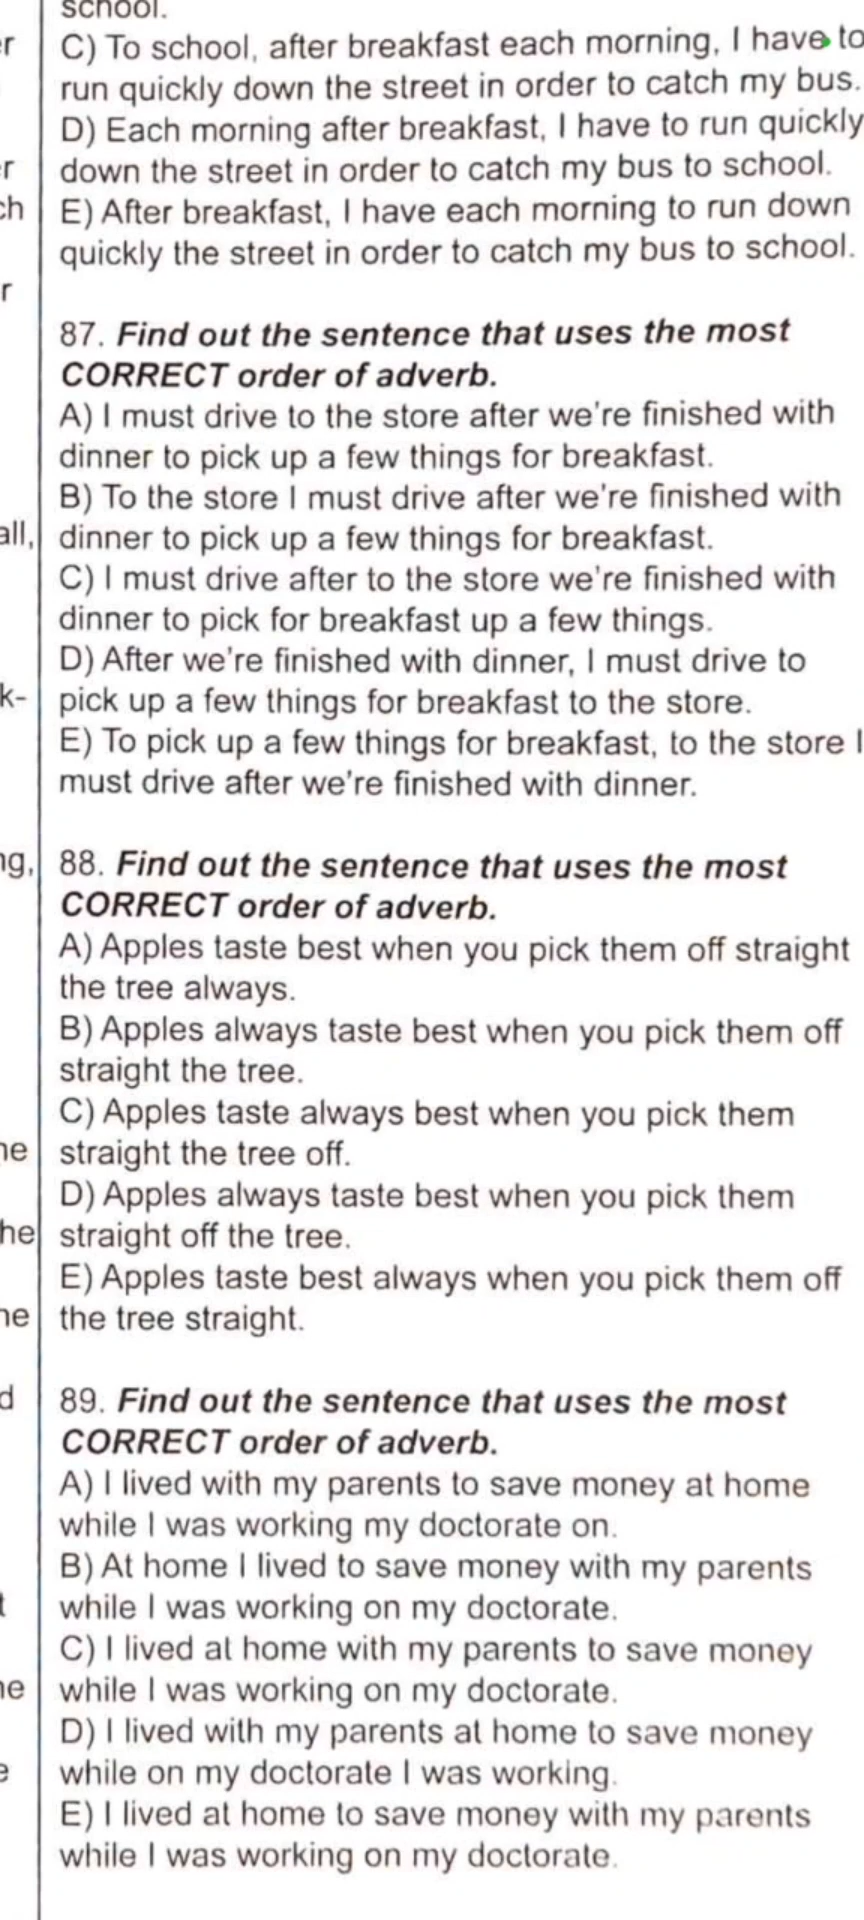 school.
C) To school, after breakfast each morning, I have to
run quickly down the street in order to catch my bus.
D) Each morning after breakfast, I have to run quickly
down the street in order to catch my bus to school.
E) After breakfast, I have each morning to run down
quickly the street in order to catch my bus to school.
87. Find out the sentence that uses the most
CORRECT order of adverb.
A) I must drive to the store after we're finished with
dinner to pick up a few things for breakfast.
B) To the store I must drive after we're finished with
dinner to pick up a few things for breakfast.
C) I must drive after to the store we're finished with
dinner to pick for breakfast up a few things.
D) After we're finished with dinner, I must drive to
pick up a few things for breakfast to the store.
E) To pick up a few things for breakfast, to the store I
must drive after we're finished with dinner.
88. Find out the sentence that uses the most
CORRECT order of adverb.
A) Apples taste best when you pick them off straight
the tree always.
B) Apples always taste best when you pick them off
straight the tree.
C) Apples taste always best when you pick them
straight the tree off.
D) Apples always taste best when you pick them
straight off the tree.
E) Apples taste best always when you pick them off
the tree straight.
89. Find out the sentence that uses the most
CORRECT order of adverb.
A) I lived with my parents to save money at home
while I was working my doctorate on.
B) At home I lived to save money with my parents
while I was working on my doctorate.
C) I lived at home with my parents to save money
while I was working on my doctorate.
D) I lived with my parents at home to save money
while on my doctorate I was working.
E) I lived at home to save money with my parents
while I was working on my doctorate.